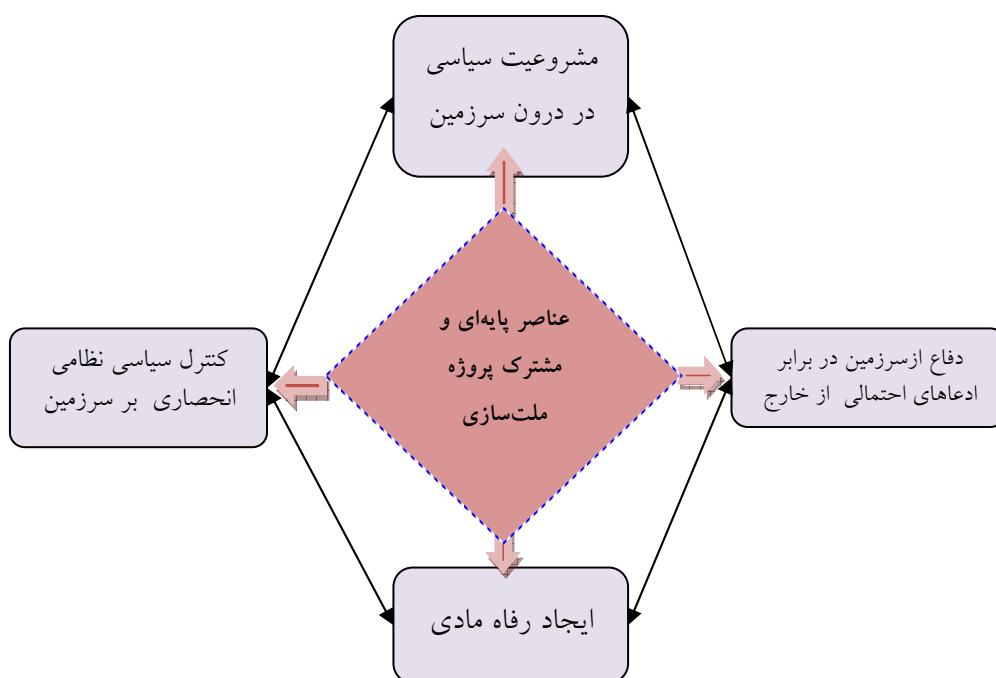 مشروعیت سیاسی
در درون سرزمین
عناصر پایه‌ای و
مشترک پروژه
ملت‌سازی
دفاع ازسرزمین در برابر
ادعاهای احتمالی از خارج
کنترل سیاسی نظامی
انحصاری بر سرزمین
ایجاد رفاه مادی